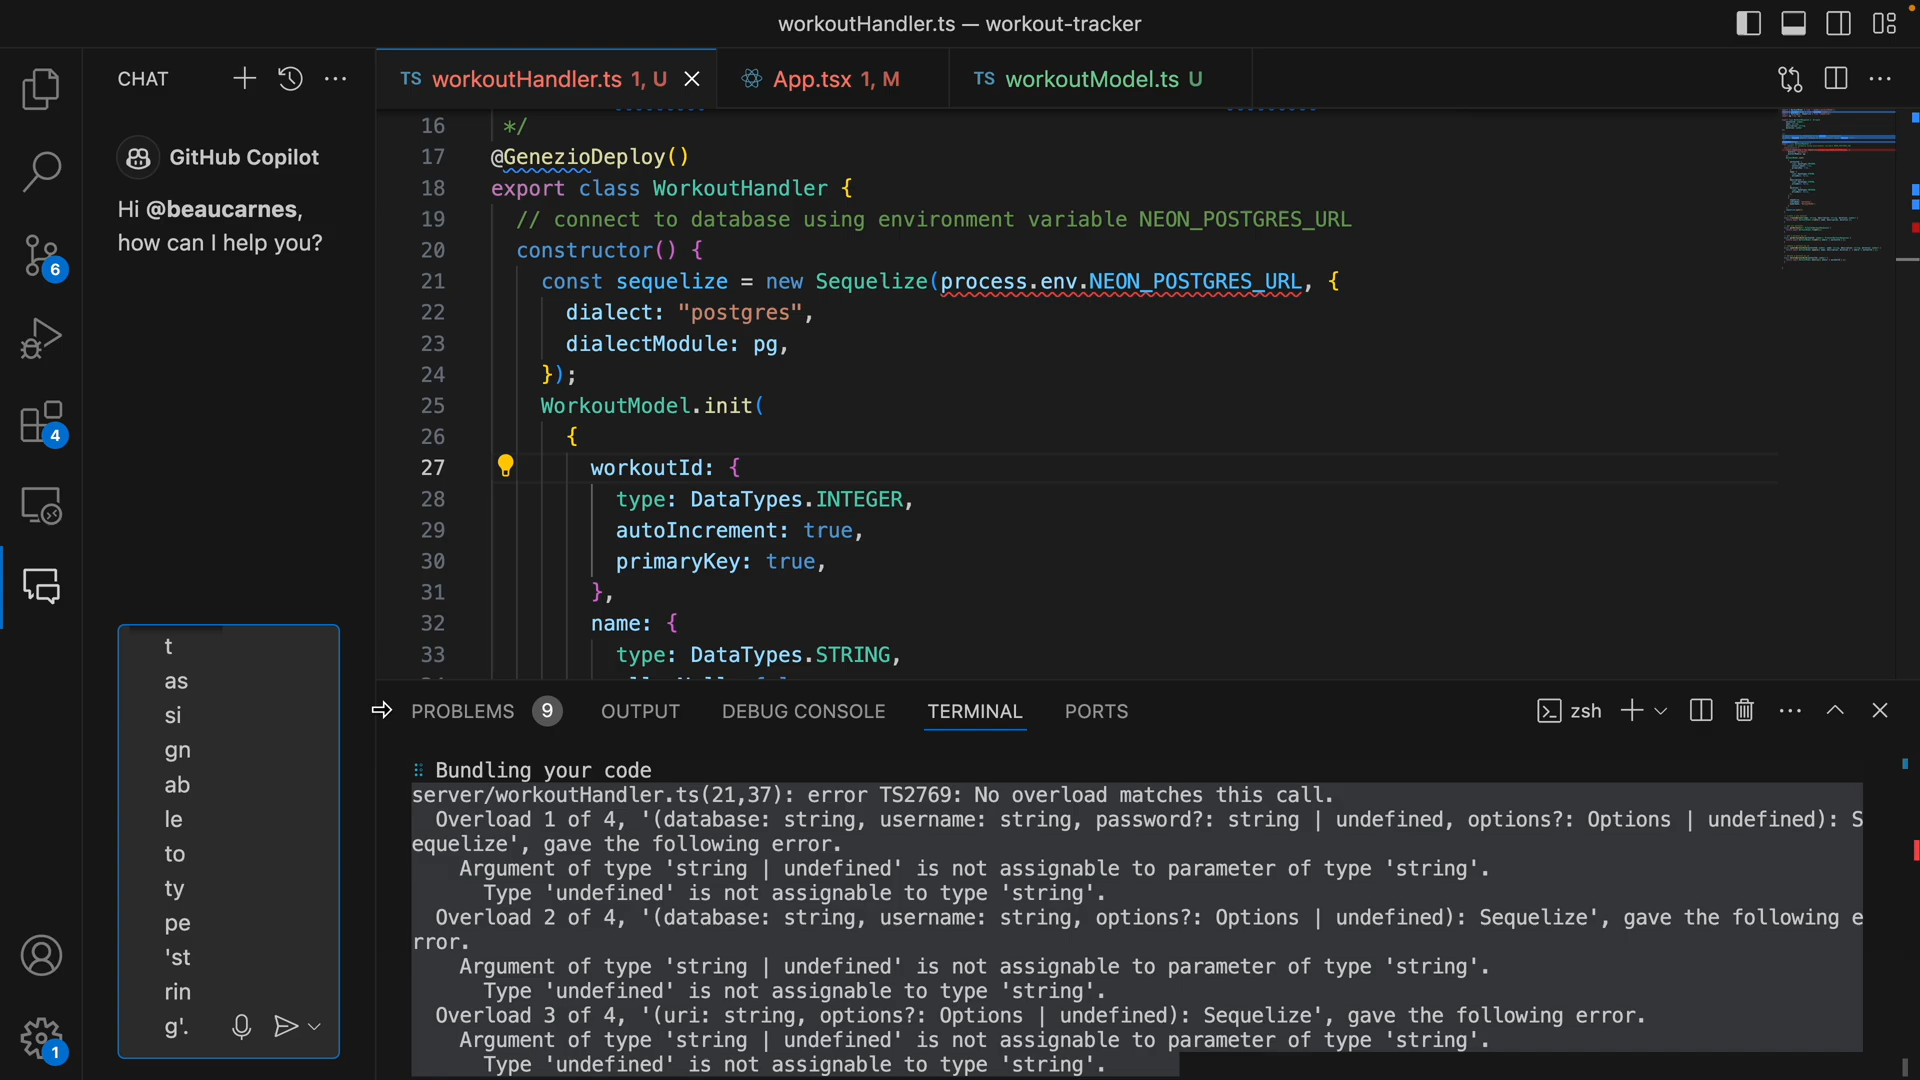 workoutHandler.ts — workout-tracker
CHAT
TS workoutHandler.ts 1, U
App.tsx 1, M
TS workoutModel.ts U
GitHub Copilot
Hi @beaucarnes,
how can I help you?
6
4
1
t
as
si
gn
ab
le
to
ty
pe
'st
rin
g'.
16 */
17 @GenezioDeploy()
18 export class WorkoutHandler {
19 // connect to database using environment variable NEON_POSTGRES_URL
20 constructor() {
21 const sequelize = new Sequelize(process.env.NEON_POSTGRES_URL, {
22 dialect: "postgres",
23 dialectModule: pg,
24 });
25 WorkoutModel.init(
26 {
27 workoutId: {
28 type: DataTypes.INTEGER,
29 autoIncrement: true,
30 primaryKey: true,
31 },
32 name: {
33 type: DataTypes.STRING,
PROBLEMS 9 OUTPUT DEBUG CONSOLE TERMINAL PORTS
zsh
Bundling your code
server/workoutHandler.ts(21,37): error TS2769: No overload matches this call.
Overload 1 of 4, '(database: string, username: string, password?: string | undefined, options?: Options | undefined): S
equelize', gave the following error.
Argument of type 'string | undefined' is not assignable to parameter of type 'string'.
Type 'undefined' is not assignable to type 'string'.
Overload 2 of 4, '(database: string, username: string, options?: Options | undefined): Sequelize', gave the following e
rror.
Argument of type 'string | undefined' is not assignable to parameter of type 'string'.
Type 'undefined' is not assignable to type 'string'.
Overload 3 of 4, '(uri: string, options?: Options | undefined): Sequelize', gave the following error.
Argument of type 'string | undefined' is not assignable to parameter of type 'string'.
Type 'undefined' is not assignable to type 'string'.